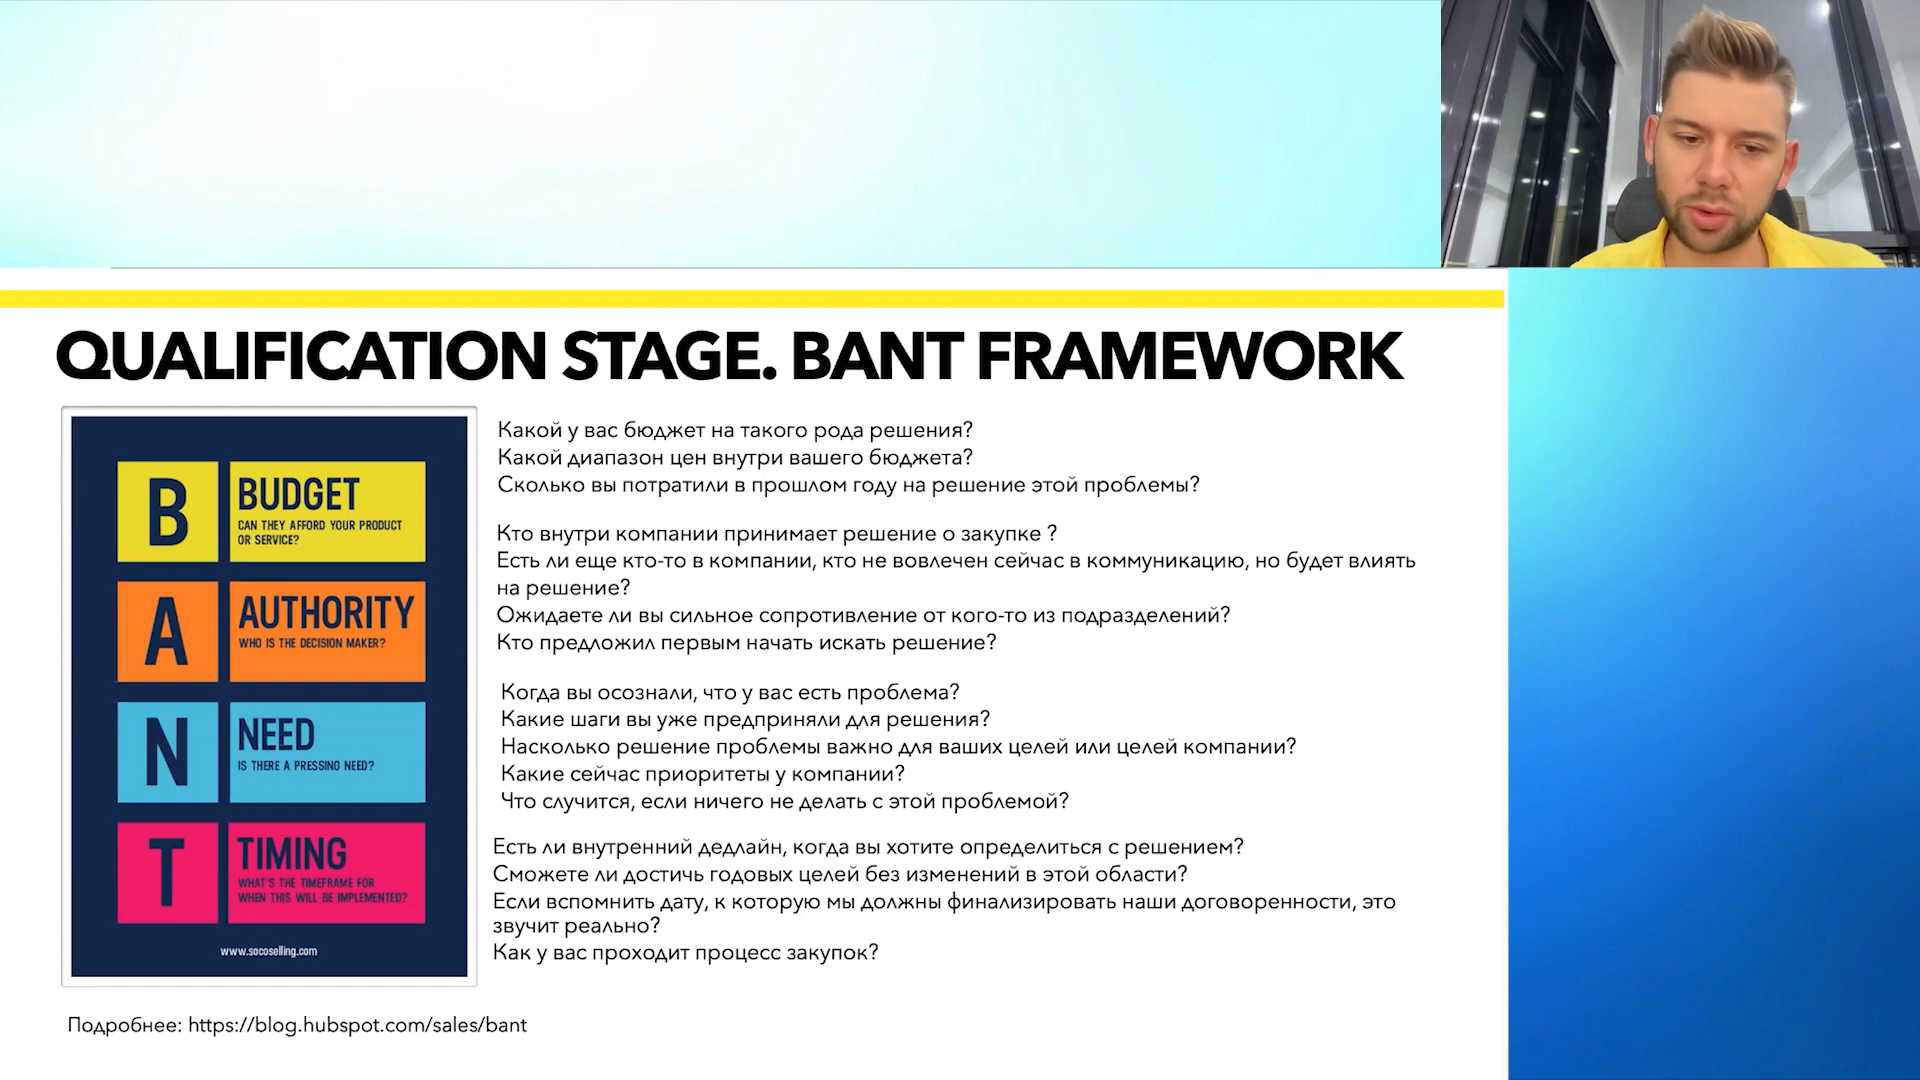 QUALIFICATION STAGE. BANT FRAMEWORK
B
BUDGET
CAN THEY AFFORD YOUR PRODUCT
OR SERVICE?
A
AUTHORITY
WHO IS THE DECISION MAKER?
N
NEED
IS THERE A PRESSING NEED?
T
TIMING
WHAT'S THE TIMEFRAME FOR
WHEN THIS WILL BE IMPLEMENTED?
www.socoselling.com
Какой у вас бюджет на такого рода решения?
Какой диапазон цен внутри вашего бюджета?
Сколько вы потратили в прошлом году на решение этой проблемы?
Кто внутри компании принимает решение о закупке ?
Есть ли еще кто-то в компании, кто не вовлечен сейчас в коммуникацию, но будет влиять
на решение?
Ожидаете ли вы сильное сопротивление от кого-то из подразделений?
Кто предложил первым начать искать решение?
Когда вы осознали, что у вас есть проблема?
Какие шаги вы уже предприняли для решения?
Насколько решение проблемы важно для ваших целей или целей компании?
Какие сейчас приоритеты у компании?
Что случится, если ничего не делать с этой проблемой?
Есть ли внутренний дедлайн, когда вы хотите определиться с решением?
Сможете ли достичь годовых целей без изменений в этой области?
Если вспомнить дату, к которую мы должны финализировать наши договоренности, это
звучит реально?
Как у вас проходит процесс закупок?
Подробнее: https://blog.hubspot.com/sales/bant